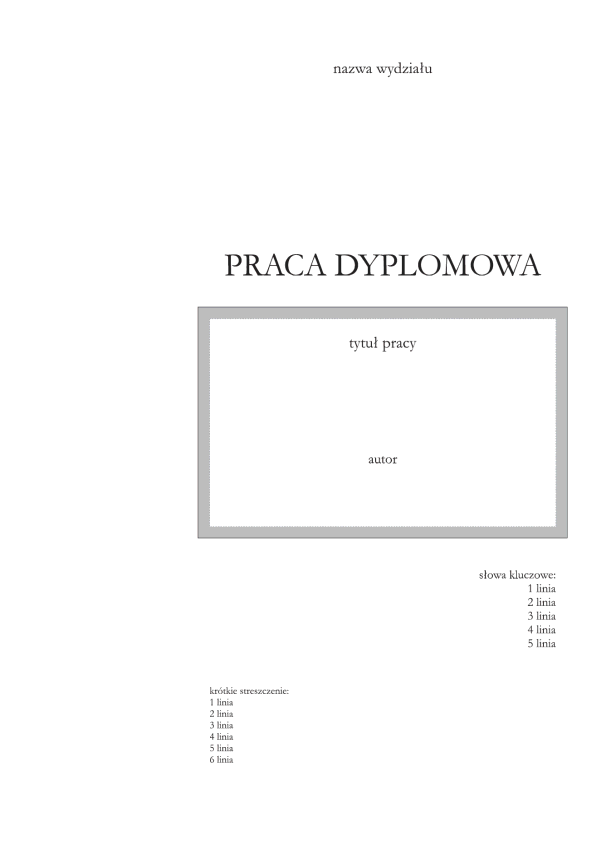 nazwa wydziału
PRACA DYPLOMOWA
tytuł pracy
autor
słowa kluczowe:
1 linia
2 linia
3 linia
4 linia
5 linia
krótkie streszczenie:
1 linia
2 linia
3 linia
4 linia
5 linia
6 linia